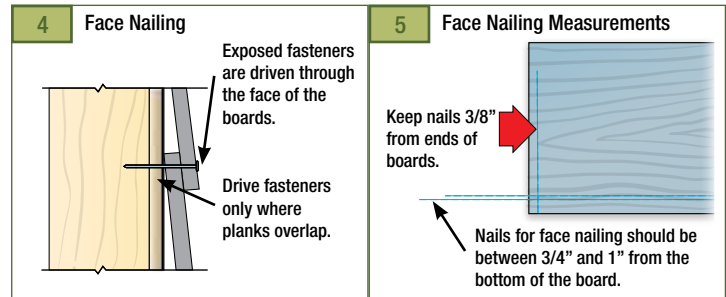 4 Face Nailing
Exposed fasteners
are driven through
the face of the
boards.
Drive fasteners
only where
planks overlap.
5 Face Nailing Measurements
Keep nails 3/8”
from ends of
boards.
Nails for face nailing should be
between 3/4” and 1” from the
bottom of the board.